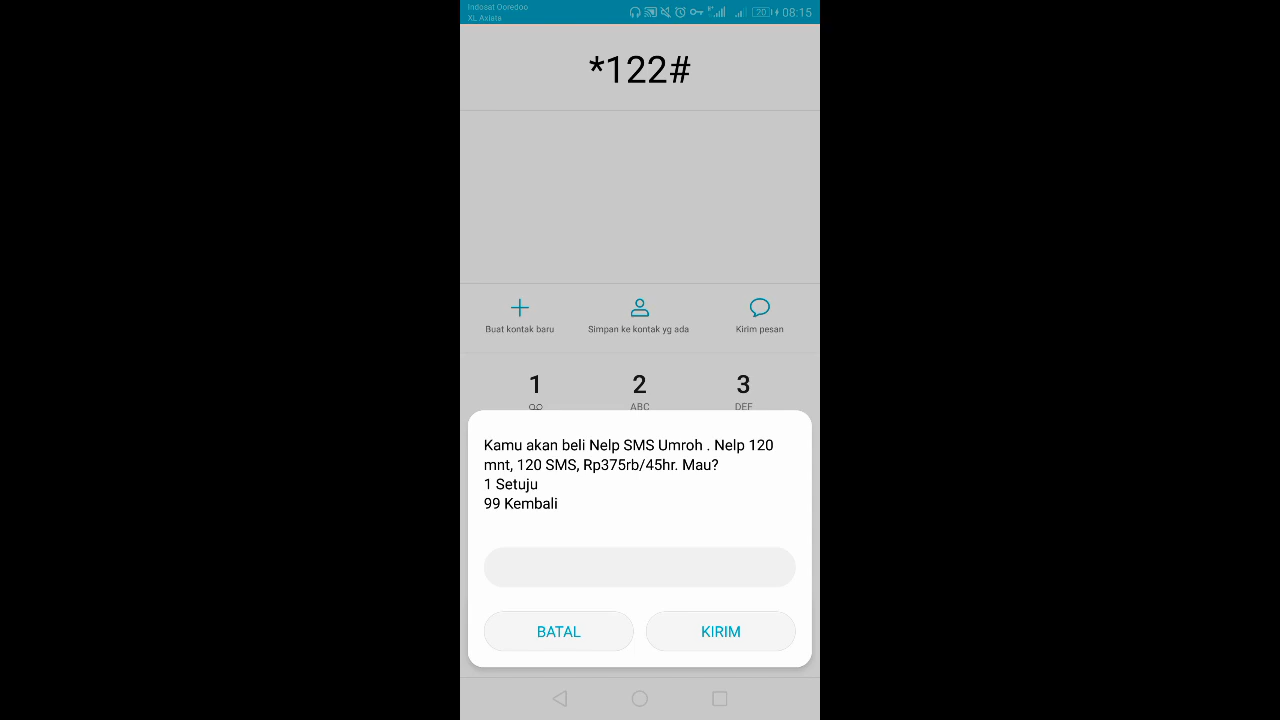 Indosat Ooredoo
XL Axiata
20
08:15
*122#
Buat kontak baru
Simpan ke kontak yg ada
Kirim pesan
1
2
3
ABC
DEF
Kamu akan beli Nelp SMS Umroh . Nelp 120
mnt, 120 SMS, Rp375rb/45hr. Mau?
1 Setuju
99 Kembali
BATAL
KIRIM